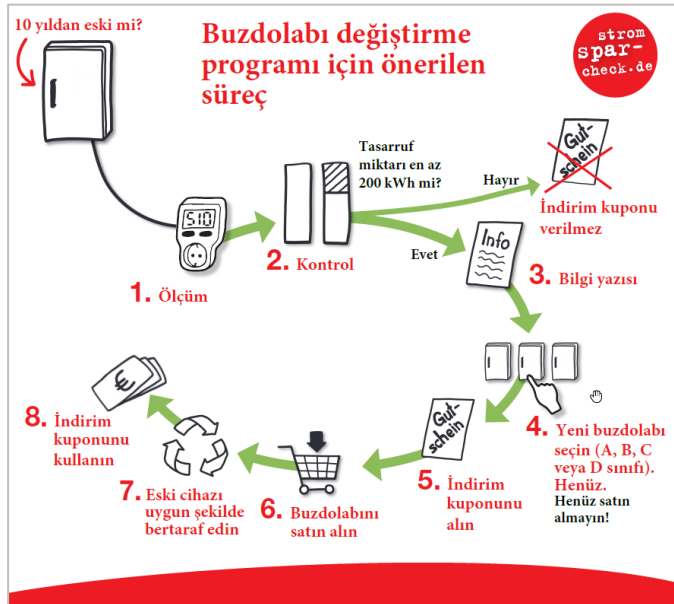 10 yıldan eski mi?
Buzdolabı değiştirme
programı için önerilen
süreç
strom
spar-
check.de
510
1. Ölçüm
2. Kontrol
Tasarruf
miktarı en az
200 kWh mi?
Hayır
Gut-
schein
İndirim kuponu
verilmez
Evet
Info
3. Bilgi yazısı
4. Yeni buzdolabı
seçin (A, B, C
veya D sınıfı).
Henüz.
Henüz satın
almayın!
Gut-
schein
5. İndirim
kuponunu
alın
6. Buzdolabını
satın alın
7. Eski cihazı
uygun şekilde
bertaraf edin
€
8. İndirim
kuponunu
kullanın